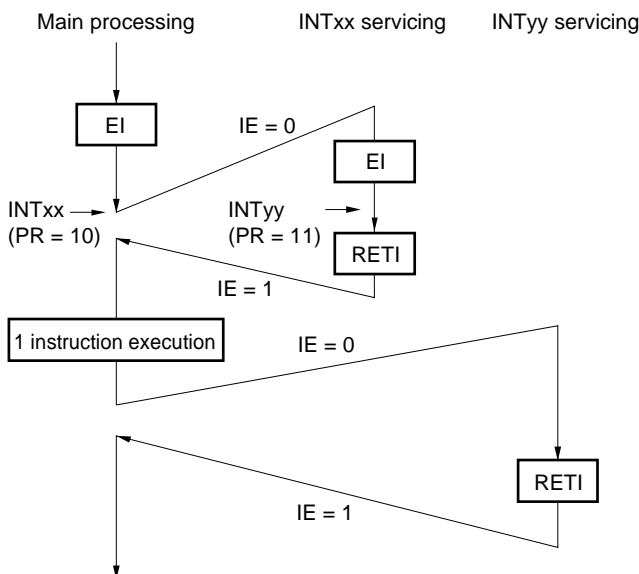 Main processing INTxx servicing INTyy servicing
EI
IE = 0
EI
INTxx
(PR = 10)
INTyy
(PR = 11)
RETI
IE = 1
1 instruction execution
IE = 0
RETI
IE = 1